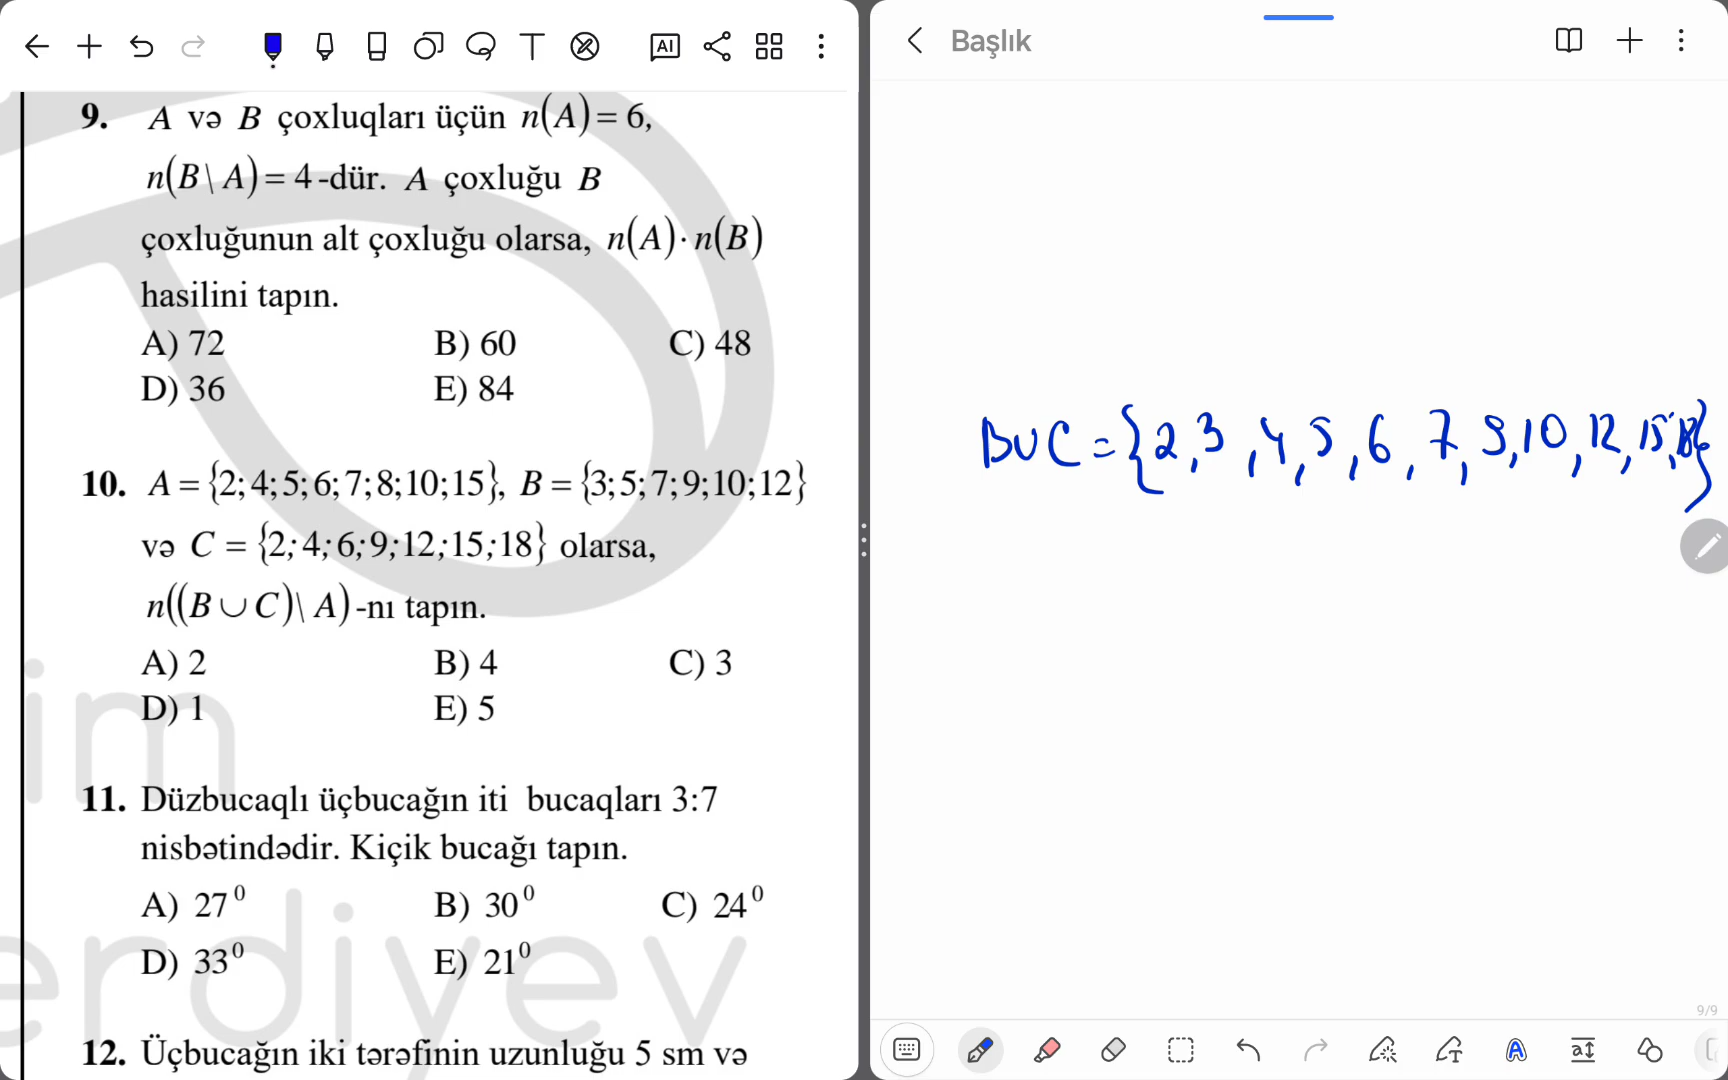 9. A və B çoxluqları üçün n(A) = 6,
n(B\ A) = 4 -dür. A çoxluğu B
çoxluğunun alt çoxluğu olarsa, n(A)·n(B)
hasilini tapın.
A) 72 B) 60 C) 48
D) 36 E) 84
10. A = {2; 4; 5; 6; 7; 8; 10; 15}, B = {3; 5; 7; 9; 10; 12}
və C = {2; 4; 6; 9; 12; 15; 18} olarsa,
n((B ∪ C)\ A) -nı tapın.
A) 2 B) 4 C) 3
D) 1 E) 5
11. Düzbucaqlı üçbucağın iti bucaqları 3:7
nisbətindədir. Kiçik bucağı tapın.
A) 27⁰ B) 30⁰ C) 24⁰
D) 33⁰ E) 21⁰
12. Üçbucağın iki tərəfinin uzunluğu 5 sm və
im
erdiyev
AI
Başlık
B∪C = {2,3,4,5,6,7,9,10,12,15,18}
9/9